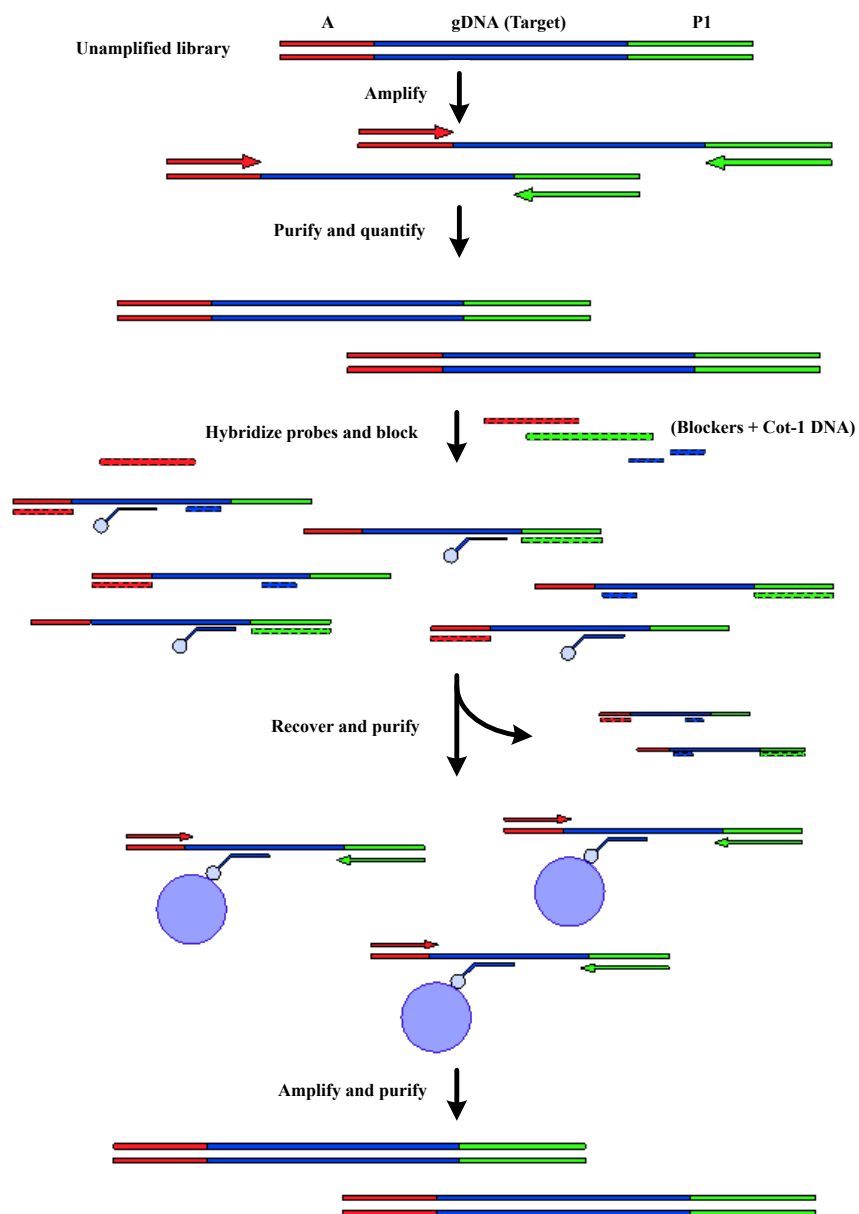 A gDNA (Target) P1
Unamplified library
Amplify
Purify and quantify
Hybridize probes and block
(Blockers + Cot-1 DNA)
Recover and purify
Amplify and purify